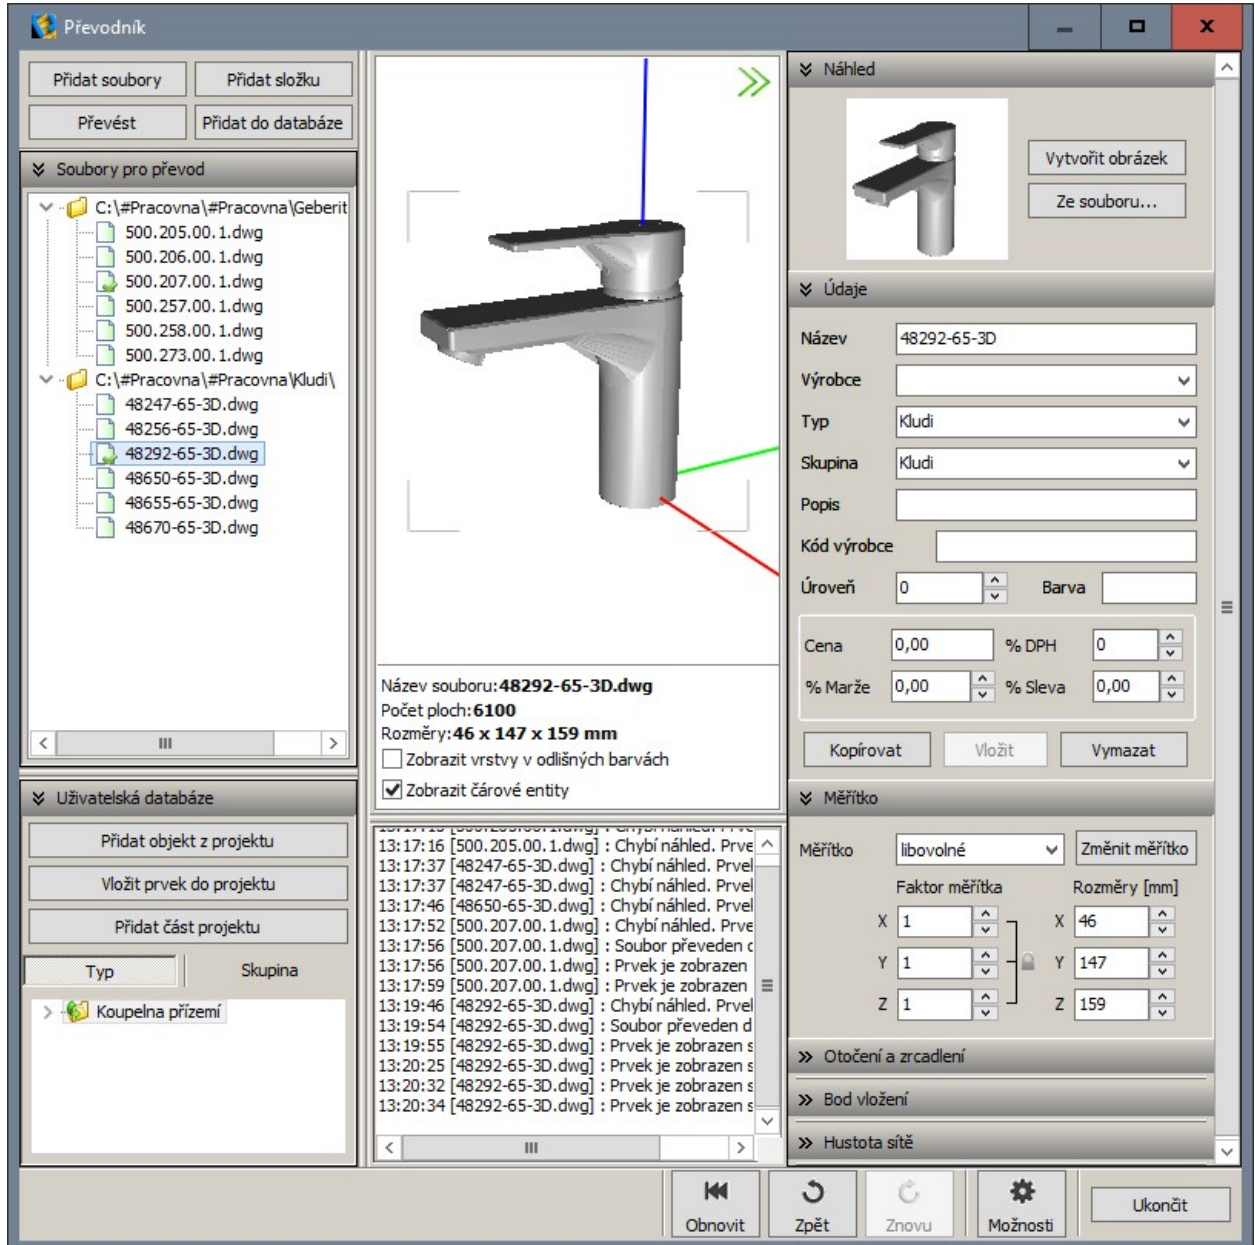 Převodník
Přidat soubory
Přidat složku
Převést
Přidat do databáze
Soubory pro převod
C:\#Pracovna\#Pracovna\Geberit
500.205.00.1.dwg
500.206.00.1.dwg
500.207.00.1.dwg
500.257.00.1.dwg
500.258.00.1.dwg
500.273.00.1.dwg
C:\#Pracovna\#Pracovna\Kludi\
48247-65-3D.dwg
48256-65-3D.dwg
48292-65-3D.dwg
48650-65-3D.dwg
48655-65-3D.dwg
48670-65-3D.dwg
Uživatelská databáze
Přidat objekt z projektu
Vložit prvek do projektu
Přidat část projektu
Typ
Skupina
Koupelna přízemí
Název souboru:48292-65-3D.dwg
Počet ploch:6100
Rozměry:46 x 147 x 159 mm
Zobrazit vrstvy v odlišných barvách
Zobrazit čárové entity
13:17:16 [500.205.00.1.dwg] : Chybí náhled. Prve
13:17:37 [48247-65-3D.dwg] : Chybí náhled. Prvel
13:17:37 [48247-65-3D.dwg] : Chybí náhled. Prvel
13:17:46 [48650-65-3D.dwg] : Chybí náhled. Prvel
13:17:52 [500.207.00.1.dwg] : Chybí náhled. Prve
13:17:56 [500.207.00.1.dwg] : Soubor převeden c
13:17:56 [500.207.00.1.dwg] : Prvek je zobrazen
13:17:59 [500.207.00.1.dwg] : Prvek je zobrazen
13:19:46 [48292-65-3D.dwg] : Chybí náhled. Prvel
13:19:54 [48292-65-3D.dwg] : Soubor převeden d
13:19:55 [48292-65-3D.dwg] : Prvek je zobrazen s
13:20:25 [48292-65-3D.dwg] : Prvek je zobrazen s
13:20:32 [48292-65-3D.dwg] : Prvek je zobrazen s
13:20:34 [48292-65-3D.dwg] : Prvek je zobrazen s
Náhled
Vytvořit obrázek
Ze souboru...
Údaje
Název 48292-65-3D
Výrobce
Typ Kludi
Skupina Kludi
Popis
Kód výrobce
Úroveň 0 Barva
Cena 0,00 % DPH 0
% Marže 0,00 % Sleva 0,00
Kopírovat
Vložit
Vymazat
Měřítko
Měřítko libovolné Změnit měřítko
Faktor měřítka Rozměry [mm]
X 1 X 46
Y 1 Y 147
Z 1 Z 159
Otočení a zrcadlení
Bod vložení
Hustota sítě
Obnovit
Zpět
Znovu
Možnosti
Ukončit